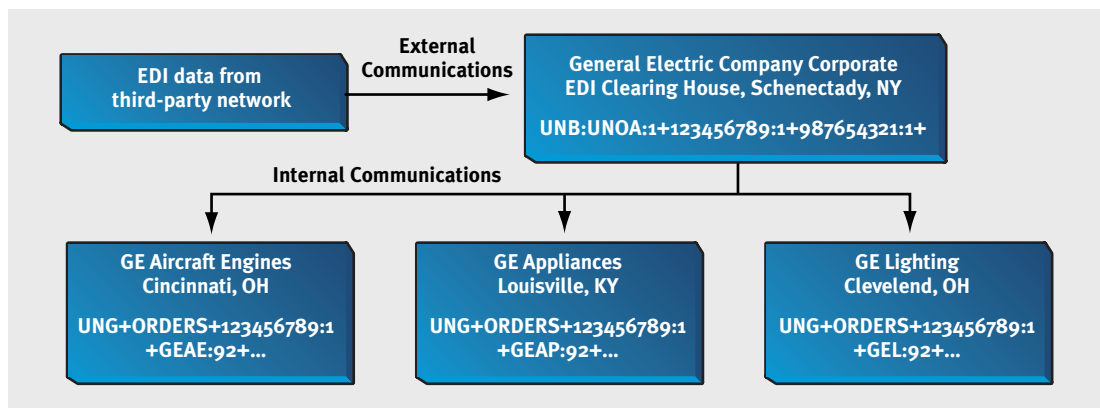 EDI data from
third-party network
External
Communications
General Electric Company Corporate
EDI Clearing House, Schenectady, NY
UNB:UNOA:1+123456789:1+987654321:1+
Internal Communications
GE Aircraft Engines
Cincinnati, OH
UNG+ORDERS+123456789:1
+GEAE:92+...
GE Appliances
Louisville, KY
UNG+ORDERS+123456789:1
+GEAP:92+...
GE Lighting
Clevelend, OH
UNG+ORDERS+123456789:1
+GEL:92+...